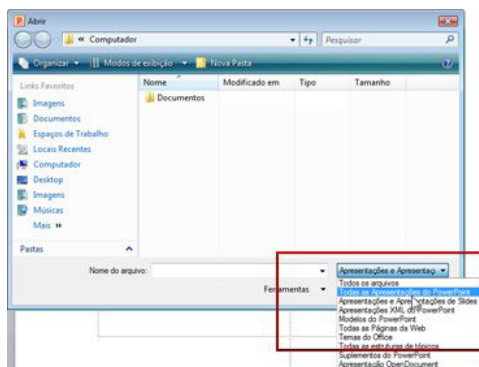 Abrir
Computador
Pesquisar
Organizar
Modos de exibição
Nova Pasta
Links Favoritos
Nome
Modificado em
Tipo
Tamanho
Imagens
Documentos
Documentos
Espaços de Trabalho
Locais Recentes
Computador
Desktop
Imagens
Músicas
Mais »
Pastas
Nome do arquivo:
Apresentações e Apresentaç
Ferramentas
Todos os arquivos
Todas as Apresentações do PowerPoint
Apresentações e Apresentações de Slides
Apresentações XML do PowerPoint
Modelos do PowerPoint
Todas as Páginas da Web
Temas do Office
Todas as estruturas de tópicos
Suplementos do PowerPoint
Apresentação OpenDocument